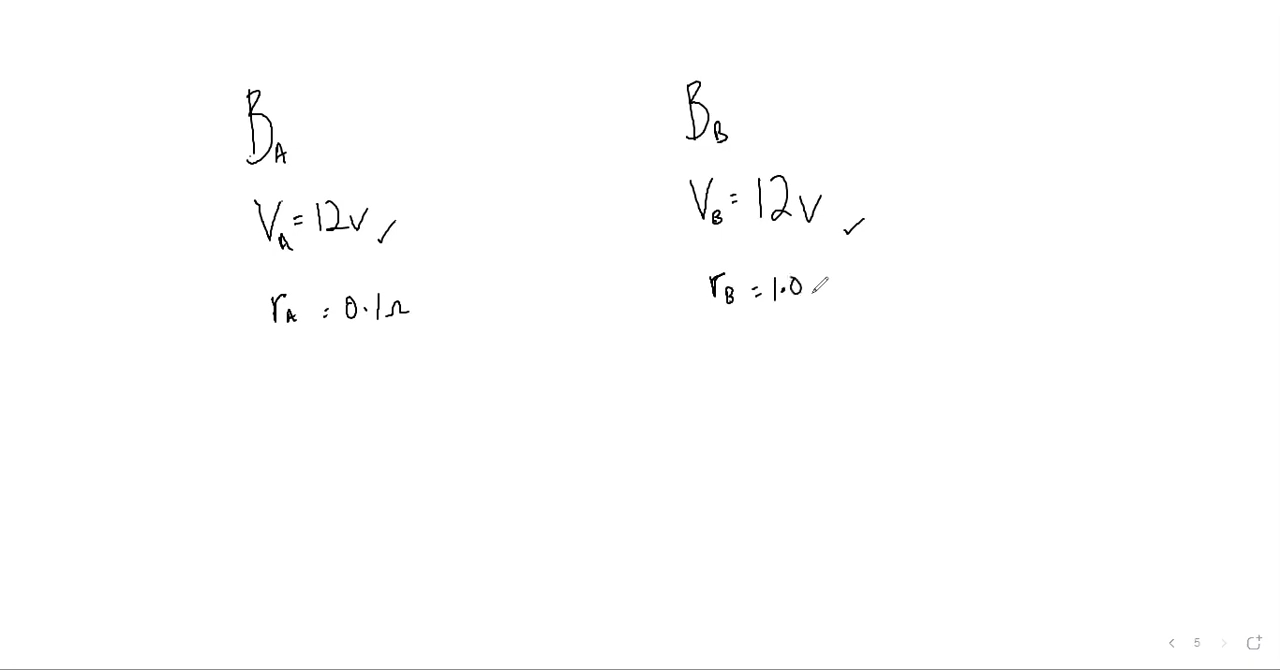 B_A
V_A = 12v ✓
r_A = 0.1Ω
B_B
V_B = 12v ✓
r_B = 1.0
< 5 >